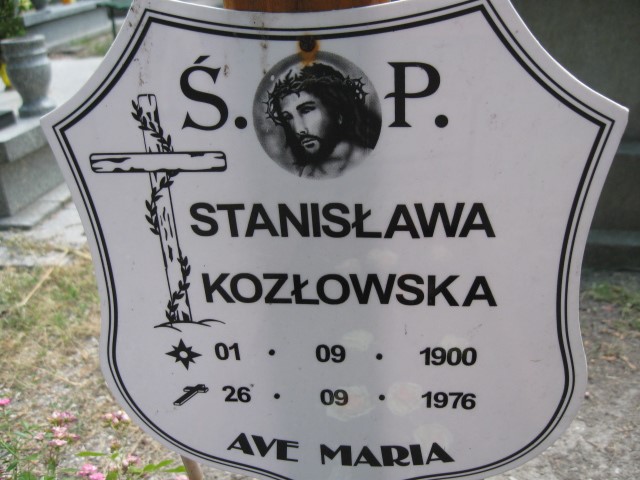 Ś. P.
STANISŁAWA
KOZŁOWSKA
01 · 09 · 1900
26 · 09 · 1976
AVE MARIA